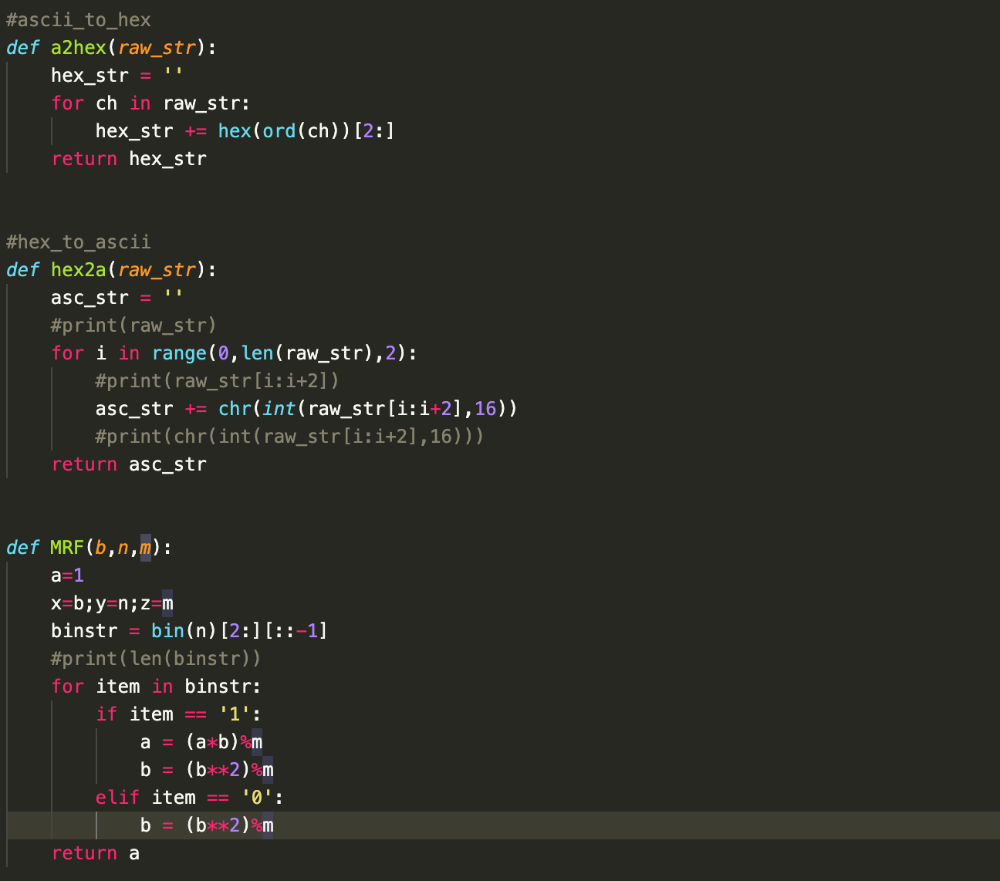 #ascii_to_hex
def a2hex(raw_str):
    hex_str = ''
    for ch in raw_str:
        hex_str += hex(ord(ch))[2:]
    return hex_str
#hex_to_ascii
def hex2a(raw_str):
    asc_str = ''
    #print(raw_str)
    for i in range(0,len(raw_str),2):
        #print(raw_str[i:i+2])
        asc_str += chr(int(raw_str[i:i+2],16))
        #print(chr(int(raw_str[i:i+2],16)))
    return asc_str
def MRF(b,n,m):
    a=1
    x=b;y=n;z=m
    binstr = bin(n)[2:][::-1]
    #print(len(binstr))
    for item in binstr:
        if item == '1':
            a = (a*b)%m
            b = (b**2)%m
        elif item == '0':
            b = (b**2)%m
    return a